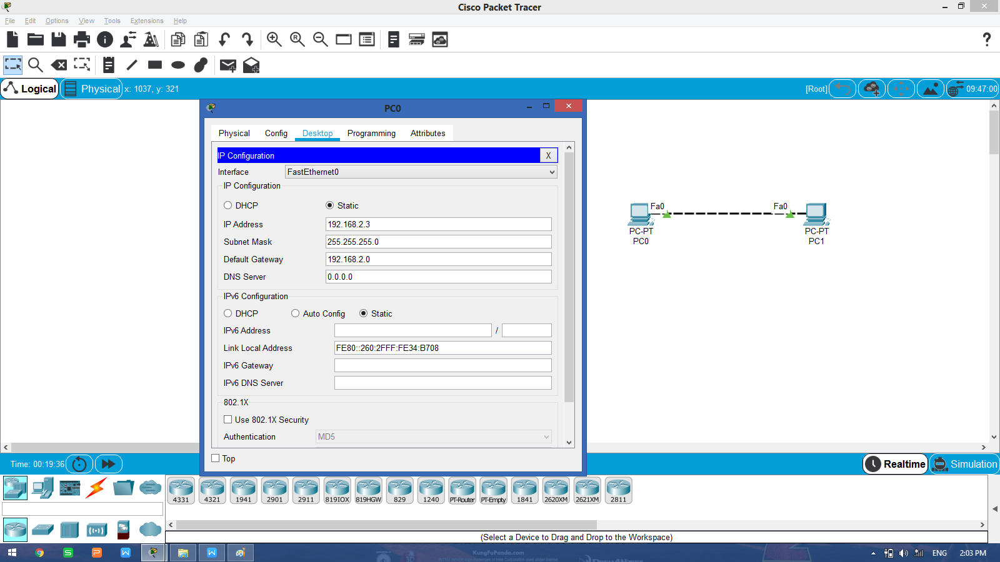 Cisco Packet Tracer
File Edit Options View Tools Extensions Help
Logical Physical x: 1037, y: 321 [Root] 09:47:00
PC0
Physical Config Desktop Programming Attributes
IP Configuration X
Interface FastEthernet0
IP Configuration
DHCP Static
IP Address 192.168.2.3
Subnet Mask 255.255.255.0
Default Gateway 192.168.2.0
DNS Server 0.0.0.0
IPv6 Configuration
DHCP Auto Config Static
IPv6 Address /
Link Local Address FE80::260:2FFF:FE34:B708
IPv6 Gateway
IPv6 DNS Server
802.1X
Use 802.1X Security
Authentication MD5
Top
Fa0 Fa0
PC-PT PC-PT
PC0 PC1
Time: 00:19:36 Realtime Simulation
4331 4321 1941 2901 2911 819IOX 819HGW 829 1240 PT-Router PT-Empty 1841 2620XM 2621XM 2811
(Select a Device to Drag and Drop to the Workspace)
KungFuPanda.com
ENG 2:03 PM